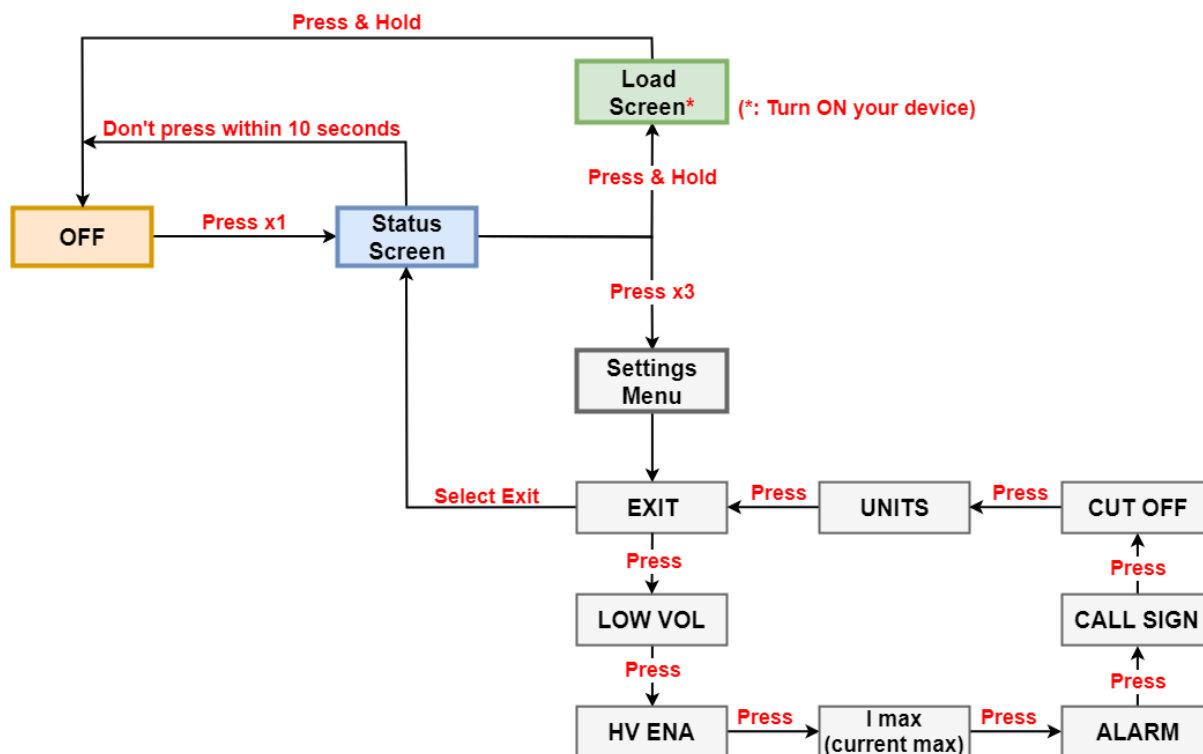 Press & Hold
Load
Screen*
(*: Turn ON your device)
Don't press within 10 seconds
Press & Hold
OFF
Press x1
Status
Screen
Press x3
Settings
Menu
Select Exit
EXIT
Press
UNITS
Press
CUT OFF
Press
Press
LOW VOL
CALL SIGN
Press
Press
HV ENA
Press
I max
(current max)
Press
ALARM